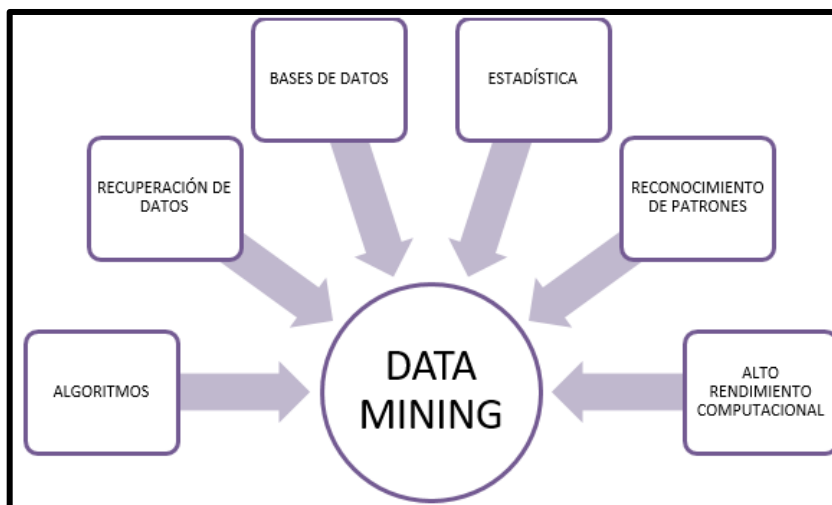 BASES DE DATOS
ESTADÍSTICA
RECUPERACIÓN DE
DATOS
RECONOCIMIENTO
DE PATRONES
ALGORITMOS
DATA
MINING
ALTO
RENDIMIENTO
COMPUTACIONAL